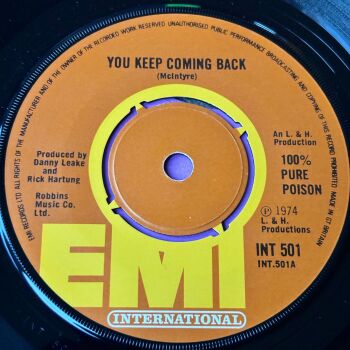 ALL RIGHTS OF THE MANUFACTURER AND OF THE OWNER OF THE RECORDED WORK RESERVED UNAUTHORISED PUBLIC PERFORMANCE BROADCASTING AND COPYING OF THIS RECORD PROHIBITED MADE IN GT BRITAIN
EMI RECORDS LTD
YOU KEEP COMING BACK
(McIntyre)
Produced by
Danny Leake
and
Rick Hartung
Robbins
Music Co.
Ltd.
An L. & H.
Production
100%
PURE
POISON
℗ 1974
L. & H.
Productions
INT 501
INT.501A
EMI
INTERNATIONAL